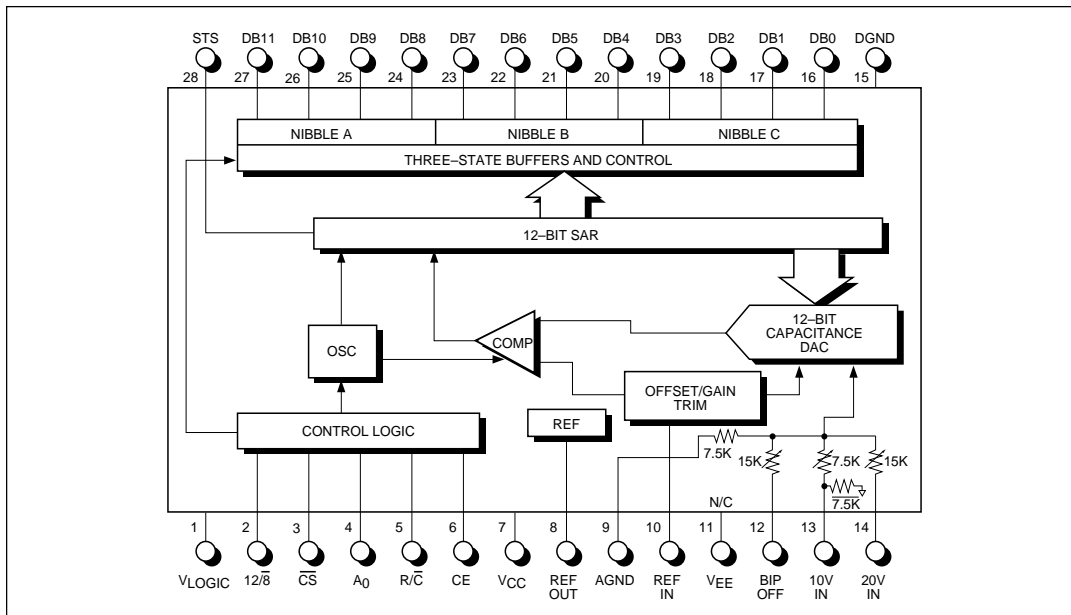 STS DB11 DB10 DB9 DB8 DB7 DB6 DB5 DB4 DB3 DB2 DB1 DB0 DGND
28 27 26 25 24 23 22 21 20 19 18 17 16 15
NIBBLE A NIBBLE B NIBBLE C
THREE–STATE BUFFERS AND CONTROL
12–BIT SAR
12–BIT
CAPACITANCE
DAC
COMP
OSC
OFFSET/GAIN
TRIM
REF
CONTROL LOGIC
7.5K
15K 7.5K 15K
7.5K
N/C
1 2 3 4 5 6 7 8 9 10 11 12 13 14
VLOGIC 12/8̅ C̅S̅ A0 R/C̅ CE VCC REF OUT AGND REF IN VEE BIP OFF 10V IN 20V IN